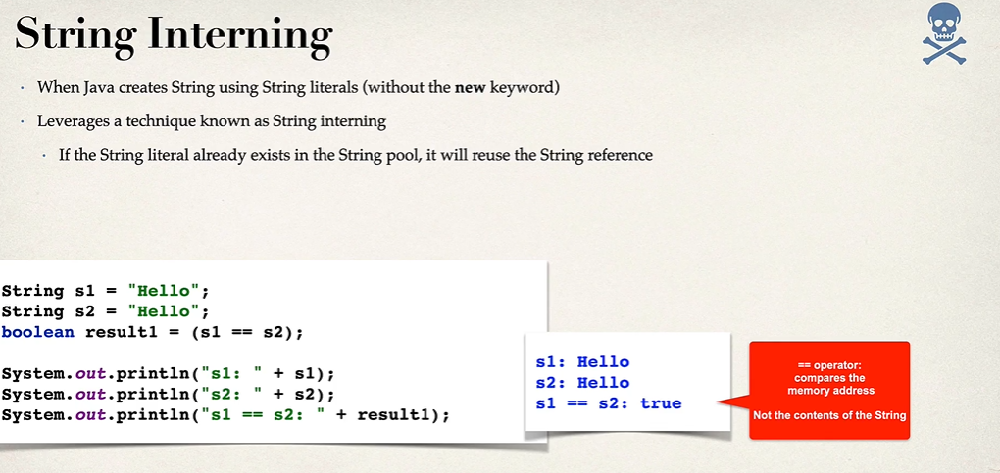 String Interning
· When Java creates String using String literals (without the new keyword)
· Leverages a technique known as String interning
· If the String literal already exists in the String pool, it will reuse the String reference
String s1 = "Hello";
String s2 = "Hello";
boolean result1 = (s1 == s2);
System.out.println("s1: " + s1);
System.out.println("s2: " + s2);
System.out.println("s1 == s2: " + result1);
s1: Hello
s2: Hello
s1 == s2: true
== operator:
compares the
memory address
Not the contents of the String